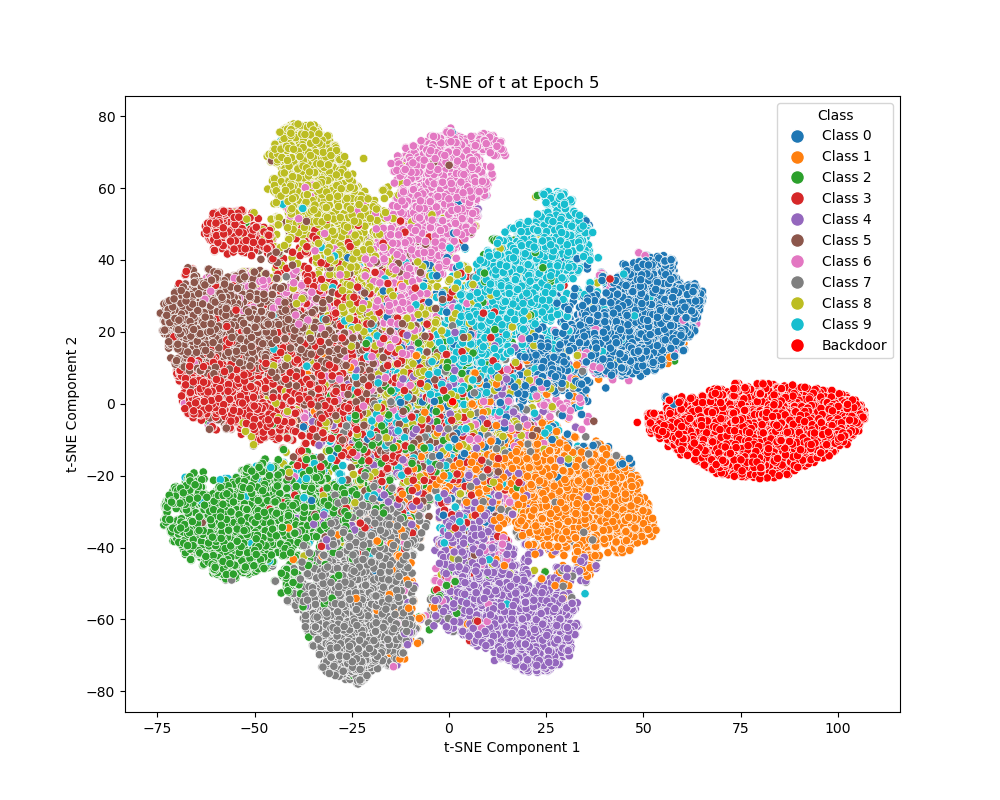 t-SNE of t at Epoch 5
Class
Class 0
Class 1
Class 2
Class 3
Class 4
Class 5
Class 6
Class 7
Class 8
Class 9
Backdoor
80
60
40
20
0
−20
−40
−60
−80
t-SNE Component 2
−75 −50 −25 0 25 50 75 100
t-SNE Component 1